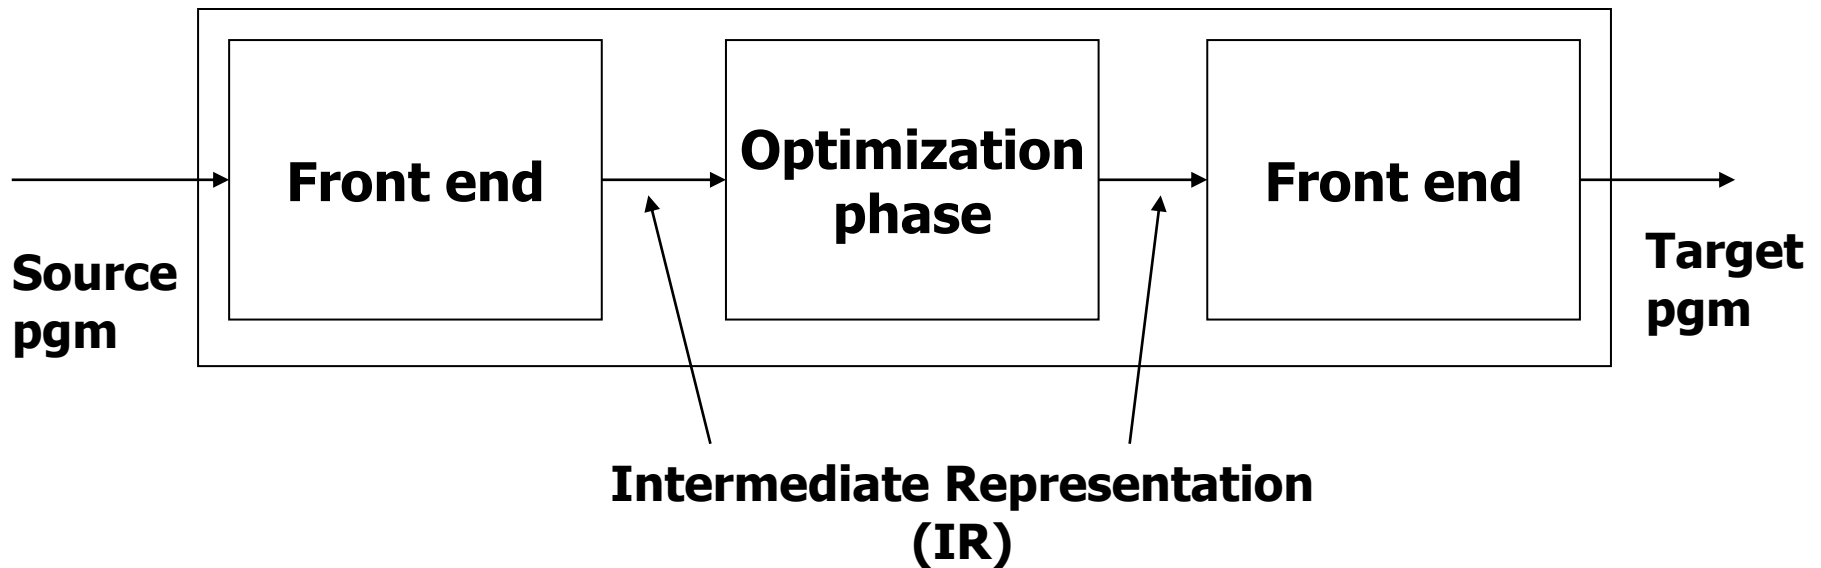 Front end
Optimization
phase
Front end
Source
pgm
Target
pgm
Intermediate Representation
(IR)